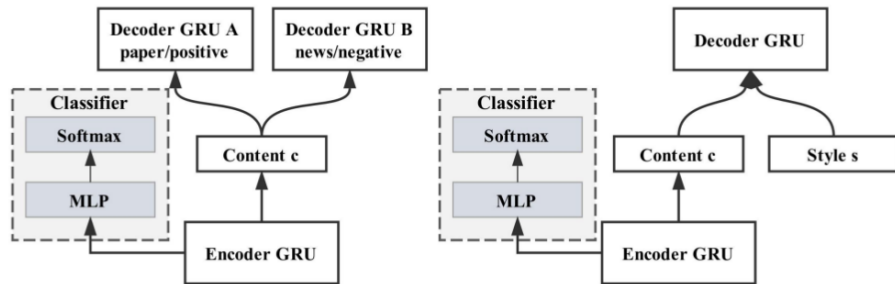 Decoder GRU A
paper/positive
Decoder GRU B
news/negative
Classifier
Softmax
MLP
Content c
Encoder GRU
Decoder GRU
Classifier
Softmax
MLP
Content c
Style s
Encoder GRU